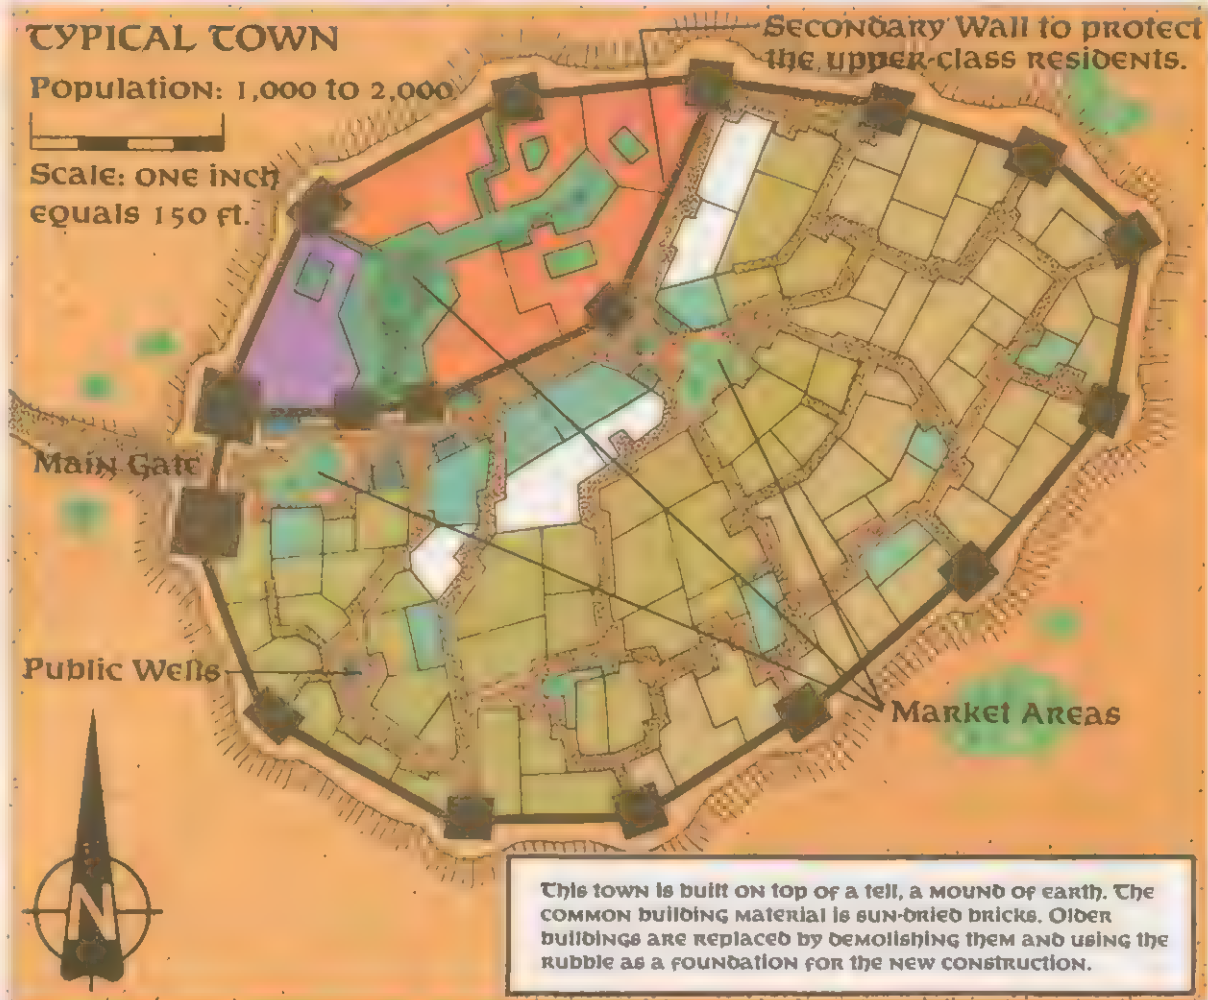 TYPICAL TOWN
Population: 1,000 to 2,000
Scale: one inch
equals 150 ft.
Secondary Wall to protect
the upper-class residents.
Main Gate
Public Wells
Market Areas
N
This town is built on top of a tell, a mound of earth. The
common building material is sun-dried bricks. Older
buildings are replaced by demolishing them and using the
rubble as a foundation for the new construction.